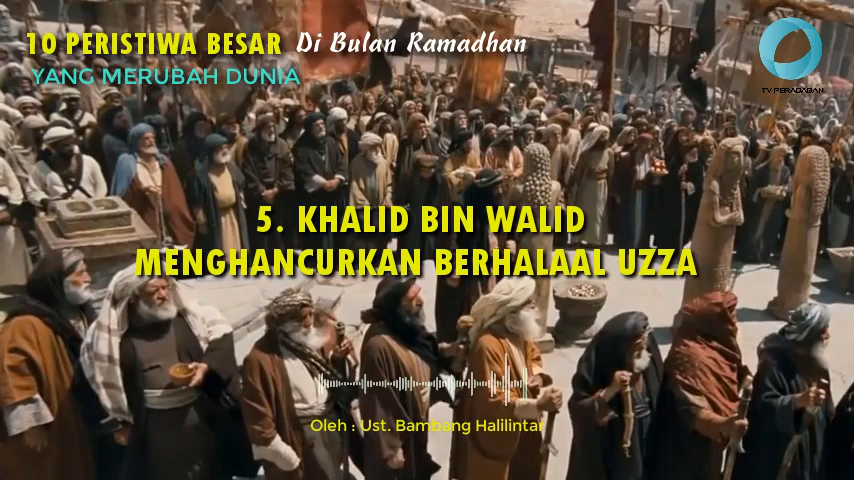 10 PERISTIWA BESAR Di Bulan Ramadhan
YANG MERUBAH DUNIA
TV PERADABAN
5. KHALID BIN WALID
MENGHANCURKAN BERHALAAL UZZA
Oleh : Ust. Bambang Halilintar